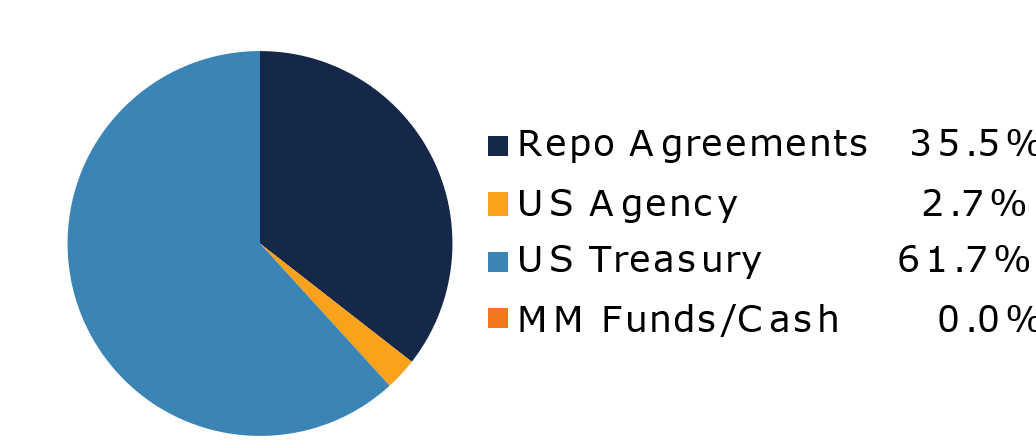 Repo Agreements 35.5%
US Agency 2.7%
US Treasury 61.7%
MM Funds/Cash 0.0%